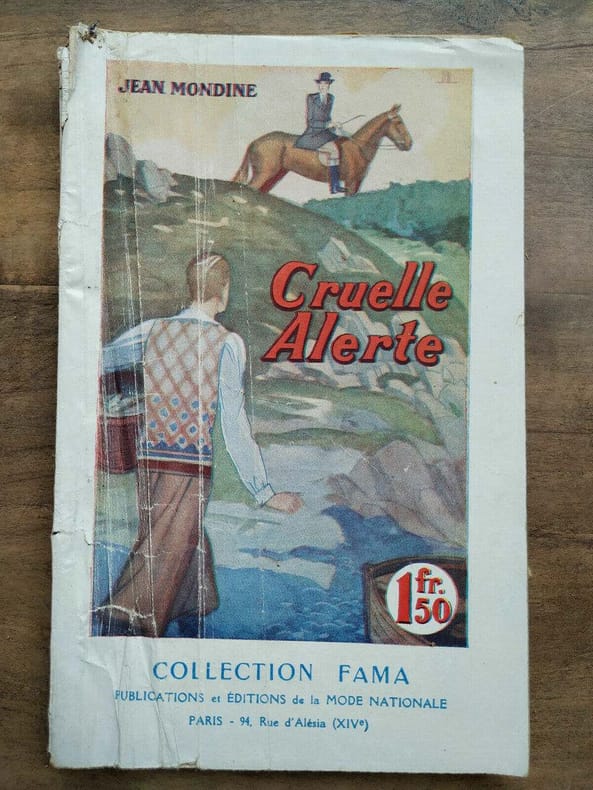 JEAN MONDINE
Cruelle
Alerte
1fr.50
COLLECTION FAMA
PUBLICATIONS et ÉDITIONS de la MODE NATIONALE
PARIS - 94, Rue d'Alésia (XIVe)